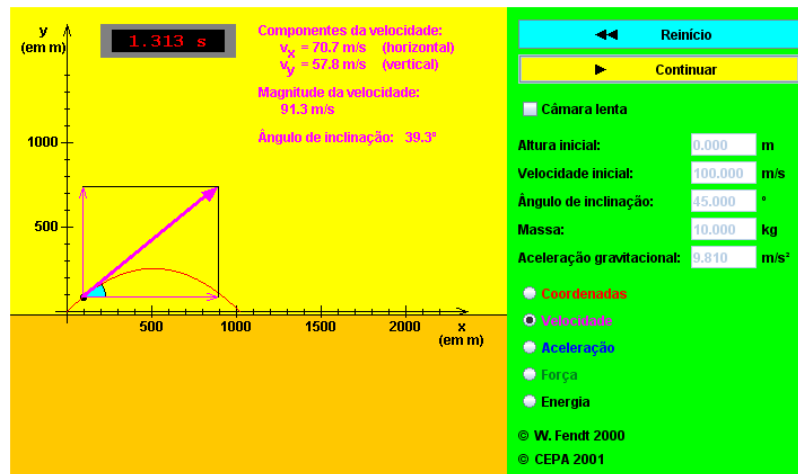 y
(em m)
1.313 s
Componentes da velocidade:
vx = 70.7 m/s (horizontal)
vy = 57.8 m/s (vertical)
Magnitude da velocidade:
91.3 m/s
Ângulo de inclinação: 39.3°
1000
500
500
1000
1500
2000
x
(em m)
Reinício
Continuar
Câmara lenta
Altura inicial: 0.000 m
Velocidade inicial: 100.000 m/s
Ângulo de inclinação: 45.000 °
Massa: 10.000 kg
Aceleração gravitacional: 9.810 m/s²
Coordenadas
Velocidade
Aceleração
Força
Energia
© W. Fendt 2000
© CEPA 2001